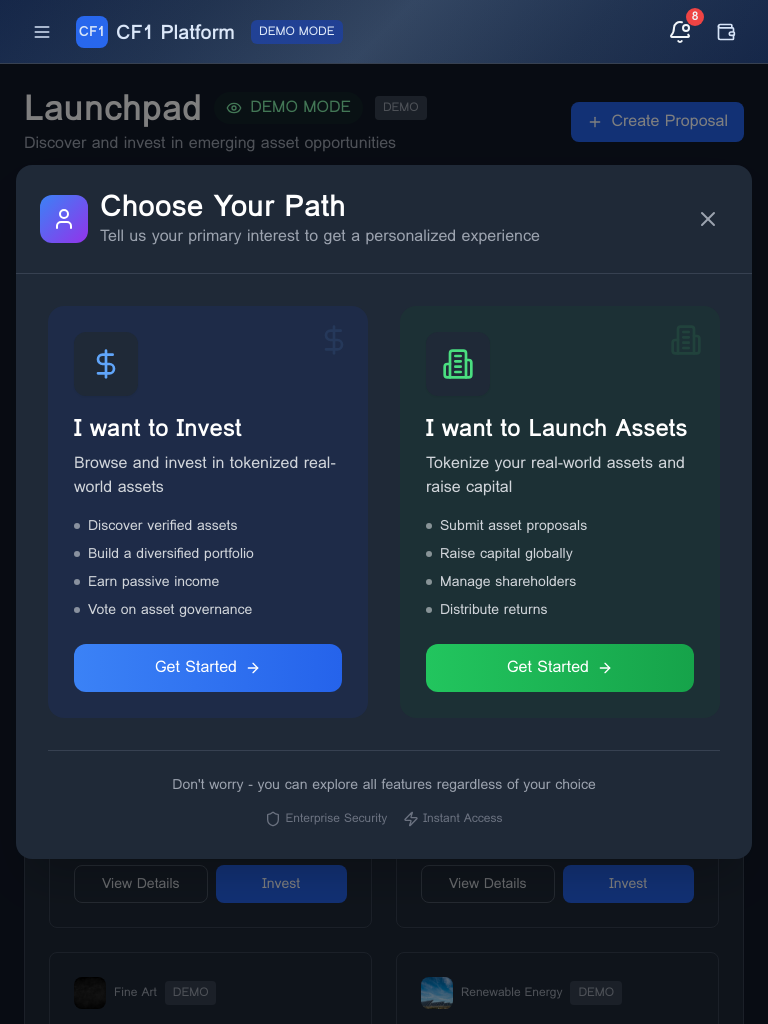 CF1 CF1 Platform DEMO MODE 8
Launchpad DEMO MODE DEMO
Discover and invest in emerging asset opportunities
Create Proposal
Choose Your Path
Tell us your primary interest to get a personalized experience
I want to Invest
Browse and invest in tokenized real-
world assets
Discover verified assets
Build a diversified portfolio
Earn passive income
Vote on asset governance
Get Started
I want to Launch Assets
Tokenize your real-world assets and
raise capital
Submit asset proposals
Raise capital globally
Manage shareholders
Distribute returns
Get Started
Don't worry - you can explore all features regardless of your choice
Enterprise Security Instant Access
View Details Invest View Details Invest
Fine Art DEMO Renewable Energy DEMO